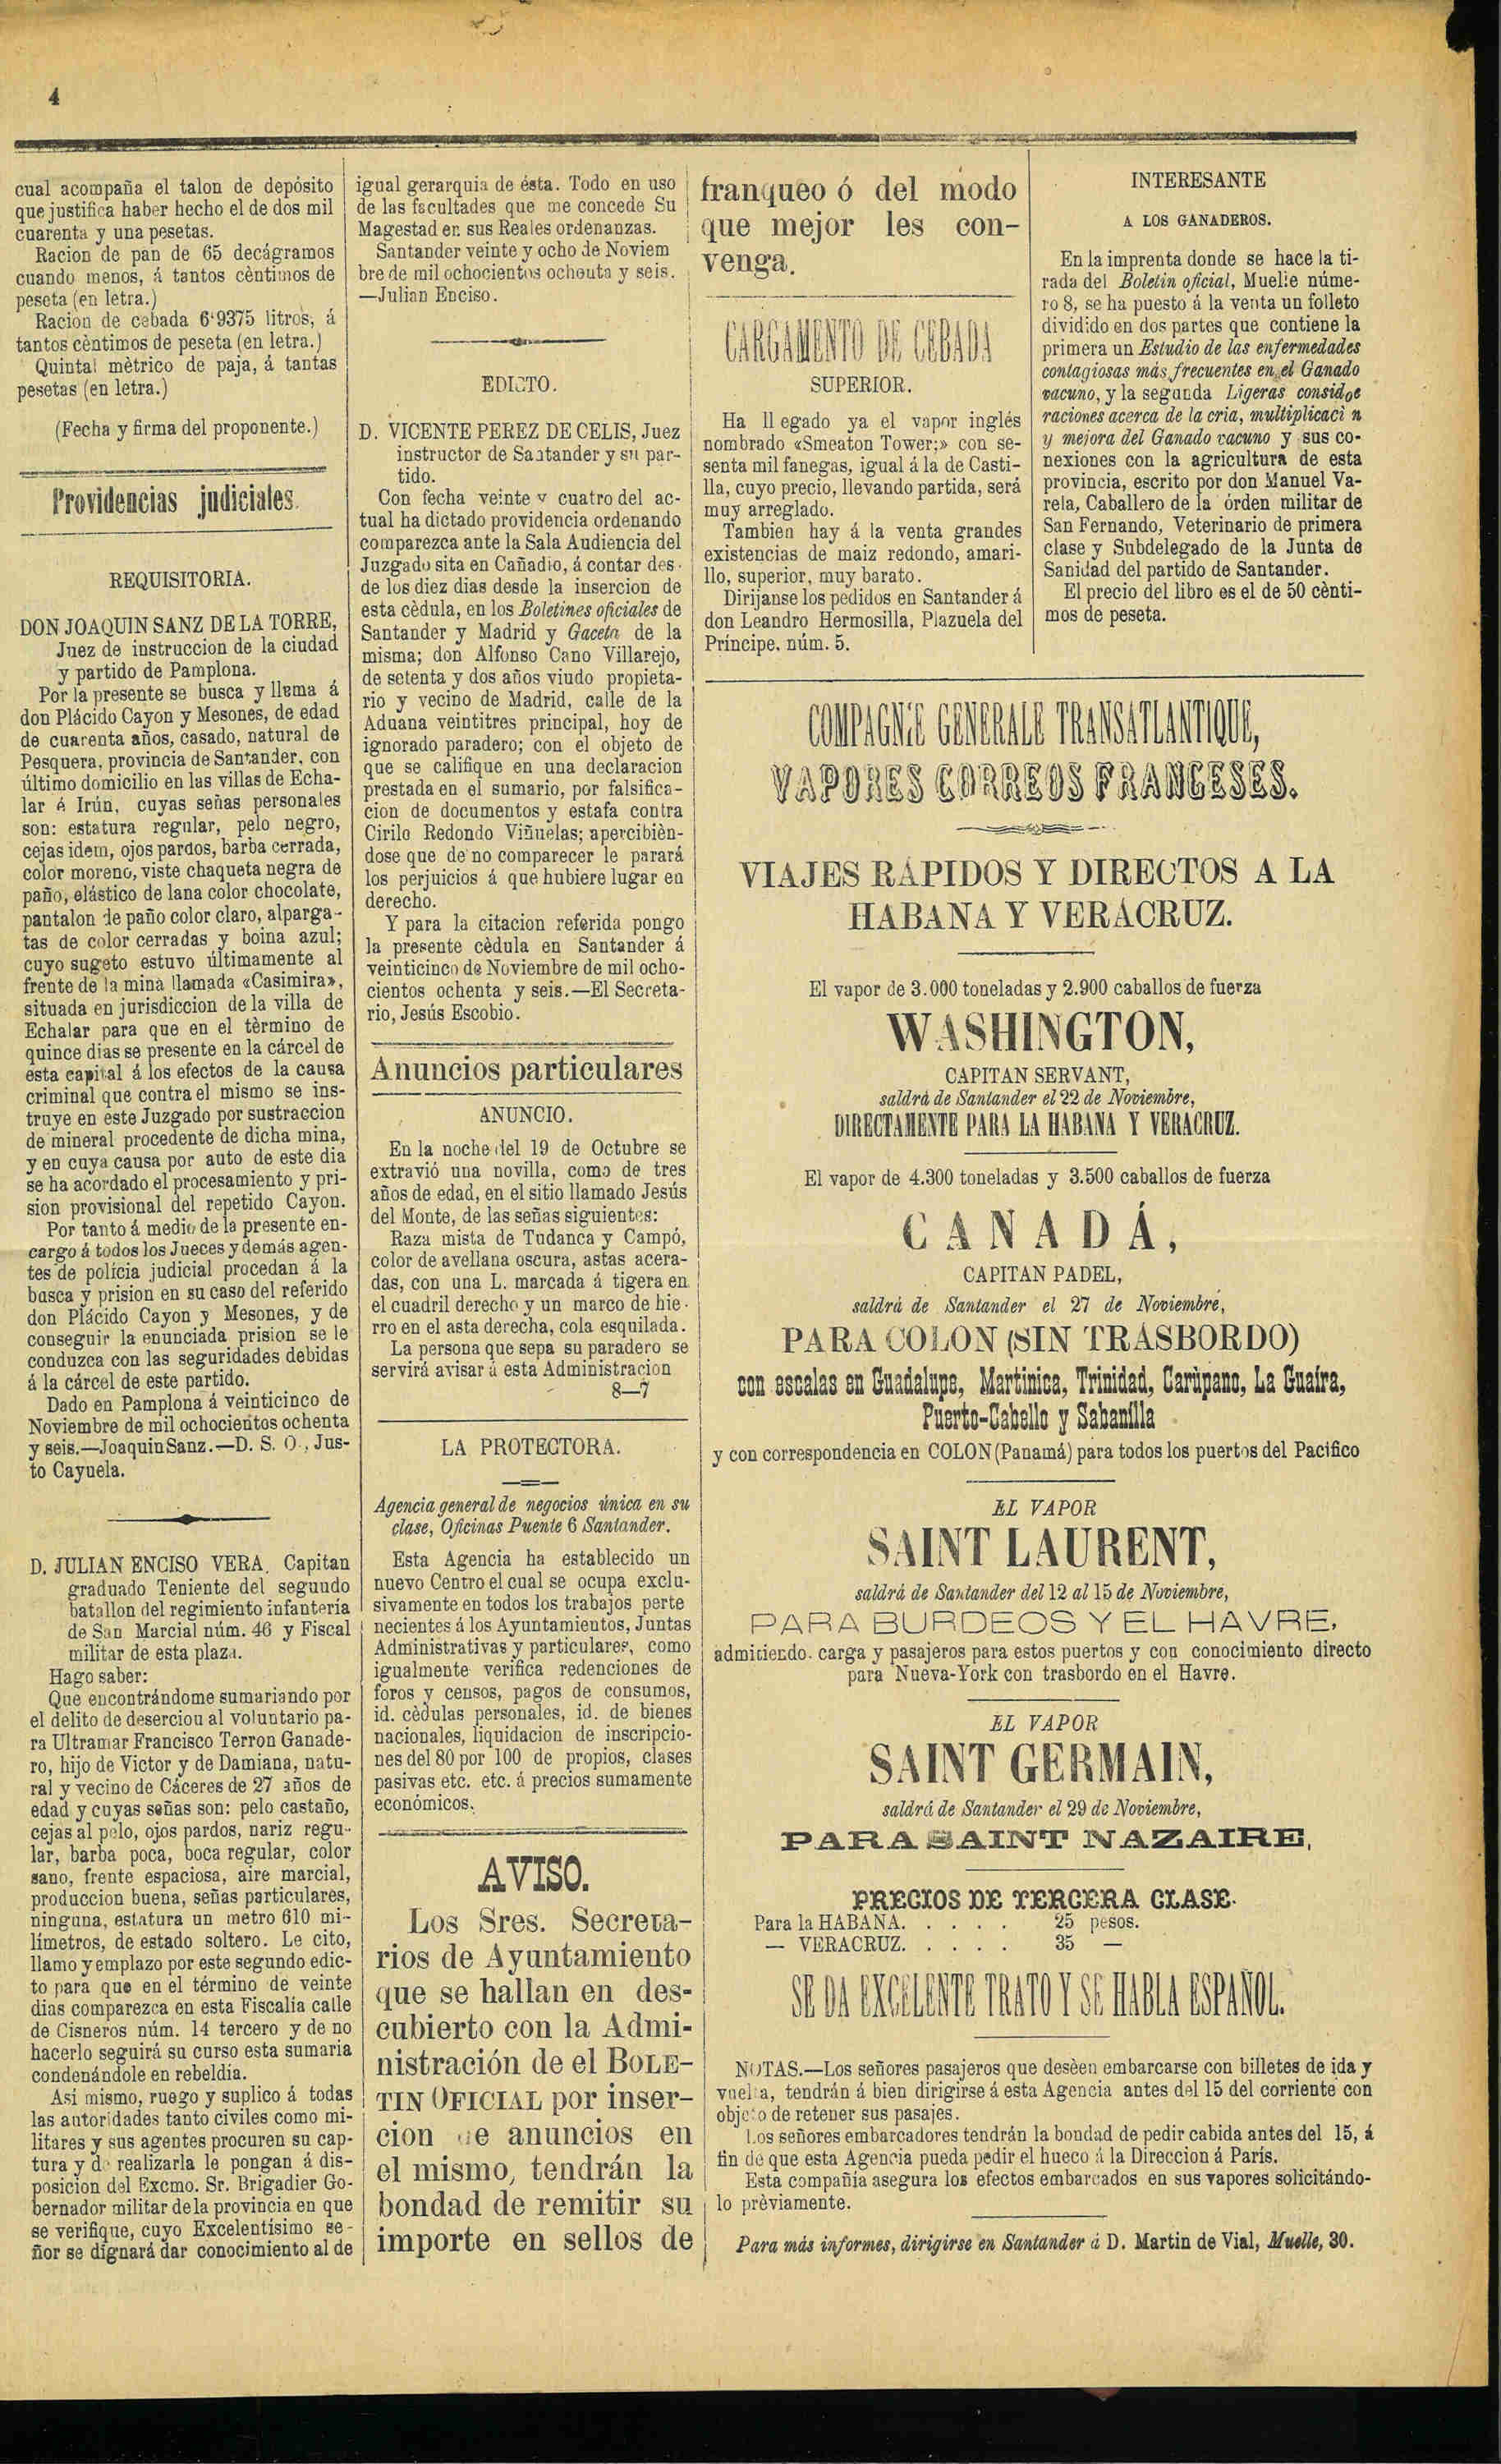 4
cual acompaña el talon de depósito
que justifica haber hecho el de dos mil
cuarenta y una pesetas.
Racion de pan de 65 decágramos
cuando menos, á tantos cèntimos de
peseta (en letra.)
Racion de cebada 6'9375 litros, á
tantos cèntimos de peseta (en letra.)
Quintal mètrico de paja, á tantas
pesetas (en letra.)
(Fecha y firma del proponente.)
Providencias judiciales.
REQUISITORIA.
DON JOAQUIN SANZ DE LA TORRE,
Juez de instruccion de la ciudad
y partido de Pamplona.
Por la presente se busca y llama á
don Plácido Cayon y Mesones, de edad
de cuarenta años, casado, natural de
Pesquera, provincia de Santander, con
último domicilio en las villas de Echa-
lar á Irún, cuyas señas personales
son: estatura regular, pelo negro,
cejas idem, ojos pardos, barba cerrada,
color moreno, viste chaqueta negra de
paño, elástico de lana color chocolate,
pantalon de paño color claro, alparga-
tas de color cerradas y boina azul;
cuyo sugeto estuvo últimamente al
frente de la mina llamada «Casimira»,
situada en jurisdiccion de la villa de
Echalar para que en el tèrmino de
quince dias se presente en la cárcel de
esta capital á los efectos de la causa
criminal que contra el mismo se ins-
truye en este Juzgado por sustraccion
de mineral procedente de dicha mina,
y en cuya causa por auto de este dia
se ha acordado el procesamiento y pri-
sion provisional del repetido Cayon.
Por tanto á medio de la presente en-
cargo á todos los Jueces y demás agen-
tes de policia judicial procedan á la
busca y prision en su caso del referido
don Plácido Cayon y Mesones, y de
conseguir la enunciada prision se le
conduzca con las seguridades debidas
á la cárcel de este partido.
Dado en Pamplona á veinticinco de
Noviembre de mil ochocientos ochenta
y seis.—Joaquin Sanz.—D. S. O., Jus-
to Cayuela.
D. JULIAN ENCISO VERA, Capitan
graduado Teniente del segundo
batallon del regimiento infantería
de San Marcial núm. 46 y Fiscal
militar de esta plaza.
Hago saber:
Que encontrándome sumariando por
el delito de desercion al voluntario pa-
ra Ultramar Francisco Terron Ganade-
ro, hijo de Victor y de Damiana, natu-
ral y vecino de Cáceres de 27 años de
edad y cuyas señas son: pelo castaño,
cejas al pelo, ojos pardos, nariz regu-
lar, barba poca, boca regular, color
sano, frente espaciosa, aire marcial,
produccion buena, señas particulares,
ninguna, estatura un metro 610 mi-
límetros, de estado soltero. Le cito,
llamo y emplazo por este segundo edic-
to para que en el término de veinte
dias comparezca en esta Fiscalia calle
de Cisneros núm. 14 tercero y de no
hacerlo seguirá su curso esta sumaria
condenándole en rebeldia.
Asi mismo, ruego y suplico á todas
las autoridades tanto civiles como mi-
litares y sus agentes procuren su cap-
tura y de realizarla le pongan á dis-
posicion del Excmo. Sr. Brigadier Go-
bernador militar de la provincia en que
se verifique, cuyo Excelentísimo se-
ñor se dignará dar conocimiento al de
igual gerarquia de ésta. Todo en uso
de las facultades que me concede Su
Magestad en sus Reales ordenanzas.
Santander veinte y ocho de Noviem
bre de mil ochocientos ochenta y seis.
—Julian Enciso.
EDICTO.
D. VICENTE PEREZ DE CELIS, Juez
instructor de Santander y su par-
tido.
Con fecha veinte y cuatro del ac-
tual ha dictado providencia ordenando
comparezca ante la Sala Audiencia del
Juzgado sita en Cañadio, á contar des-
de los diez dias desde la insercion de
esta cèdula, en los Boletines oficiales de
Santander y Madrid y Gaceta de la
misma; don Alfonso Cano Villarejo,
de setenta y dos años viudo propieta-
rio y vecino de Madrid, calle de la
Aduana veintitres principal, hoy de
ignorado paradero; con el objeto de
que se califique en una declaracion
prestada en el sumario, por falsifica-
cion de documentos y estafa contra
Cirilo Redondo Viñuelas; apercibièn-
dose que de no comparecer le parará
los perjuicios á que hubiere lugar en
derecho.
Y para la citacion referida pongo
la presente cèdula en Santander á
veinticinco de Noviembre de mil ocho-
cientos ochenta y seis.—El Secreta-
rio, Jesús Escobio.
Anuncios particulares
ANUNCIO.
En la noche del 19 de Octubre se
extravió una novilla, como de tres
años de edad, en el sitio llamado Jesús
del Monte, de las señas siguientes:
Raza mista de Tudanca y Campó,
color de avellana oscura, astas acera-
das, con una L. marcada á tigera en
el cuadril derecho y un marco de hie-
rro en el asta derecha, cola esquilada.
La persona que sepa su paradero se
servirá avisar á esta Administracion
8—7
LA PROTECTORA.
Agencia general de negocios única en su
clase, Oficinas Puente 6 Santander.
Esta Agencia ha establecido un
nuevo Centro el cual se ocupa exclu-
sivamente en todos los trabajos perte
necientes á los Ayuntamientos, Juntas
Administrativas y particulares, como
igualmente verifica redenciones de
foros y censos, pagos de consumos,
id. cèdulas personales, id. de bienes
nacionales, liquidacion de inscripcio-
nes del 80 por 100 de propios, clases
pasivas etc. etc. á precios sumamente
económicos.
AVISO.
Los Sres. Secreta-
rios de Ayuntamiento
que se hallan en des-
cubierto con la Admi-
nistración de el BOLE-
TIN OFICIAL por inser-
cion de anuncios en
el mismo, tendrán la
bondad de remitir su
importe en sellos de
franqueo ó del modo
que mejor les con-
venga.
CARGAMENTO DE CEBADA
SUPERIOR.
Ha ll egado ya el vapor inglés
nombrado «Smeaton Tower;» con se-
senta mil fanegas, igual á la de Casti-
lla, cuyo precio, llevando partida, será
muy arreglado.
Tambien hay á la venta grandes
existencias de maiz redondo, amari-
llo, superior, muy barato.
Dirijanse los pedidos en Santander á
don Leandro Hermosilla, Plazuela del
Príncipe, núm. 5.
INTERESANTE
A LOS GANADEROS.
En la imprenta donde se hace la ti-
rada del Boletin oficial, Muelle núme-
ro 8, se ha puesto á la venta un folleto
dividido en dos partes que contiene la
primera un Estudio de las enfermedades
contagiosas más frecuentes en el Ganado
vacuno, y la segunda Ligeras considoe
raciones acerca de la cria, multiplicaci n
y mejora del Ganado vacuno y sus co-
nexiones con la agricultura de esta
provincia, escrito por don Manuel Va-
rela, Caballero de la órden militar de
San Fernando, Veterinario de primera
clase y Subdelegado de la Junta de
Sanidad del partido de Santander.
El precio del libro es el de 50 cènti-
mos de peseta.
COMPAGNIE GENERALE TRANSATLANTIQUE,
VAPORES CORREOS FRANCESES.
VIAJES RÁPIDOS Y DIRECTOS A LA
HABANA Y VERACRUZ.
El vapor de 3.000 toneladas y 2.900 caballos de fuerza
WASHINGTON,
CAPITAN SERVANT,
saldrá de Santander el 22 de Noviembre,
DIRECTAMENTE PARA LA HABANA Y VERACRUZ.
El vapor de 4.300 toneladas y 3.500 caballos de fuerza
CANADÁ,
CAPITAN PADEL,
saldrá de Santander el 27 de Noviembre,
PARA COLON (SIN TRASBORDO)
con escalas en Guadalupe, Martinica, Trinidad, Carùpano, La Guaíra,
Puerto-Cabello y Sabanílla
y con correspondencia en COLON (Panamá) para todos los puertos del Pacifico
EL VAPOR
SAINT LAURENT,
saldrá de Santander del 12 al 15 de Noviembre,
PARA BURDEOS Y EL HAVRE,
admitiendo carga y pasajeros para estos puertos y con conocimiento directo
para Nueva-York con trasbordo en el Havre.
EL VAPOR
SAINT GERMAIN,
saldrá de Santander el 29 de Noviembre,
PARA SAINT NAZAIRE,
PRECIOS DE TERCERA CLASE.
Para la HABANA. . . . . 25 pesos.
— VERACRUZ. . . . . 35 —
SE DA EXCELENTE TRATO Y SE HABLA ESPAÑOL.
NOTAS.—Los señores pasajeros que desèen embarcarse con billetes de ida y
vuelta, tendrán á bien dirigirse á esta Agencia antes del 15 del corriente con
objeto de retener sus pasajes.
Los señores embarcadores tendrán la bondad de pedir cabida antes del 15, á
fin de que esta Agencia pueda pedir el hueco á la Direccion á París.
Esta compañia asegura los efectos embarcados en sus vapores solicitándo-
lo prèviamente.
Para más informes, dirigirse en Santander á D. Martin de Vial, Muelle, 30.